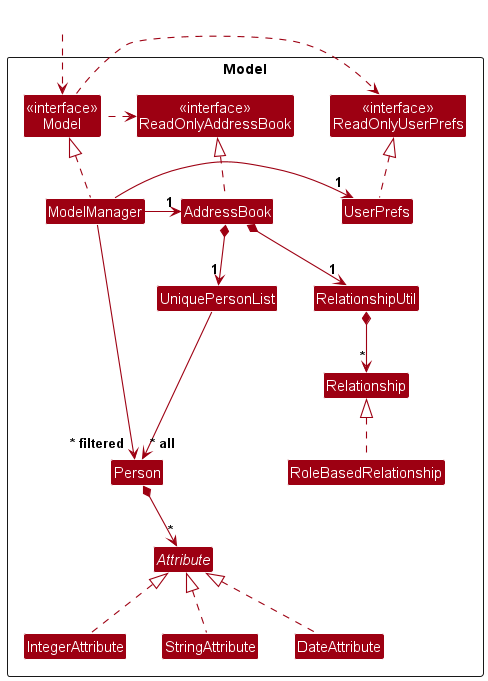 Model
«interface»
Model
«interface»
ReadOnlyAddressBook
«interface»
ReadOnlyUserPrefs
1
1
ModelManager
AddressBook
UserPrefs
1
1
UniquePersonList
RelationshipUtil
*
Relationship
* filtered
* all
Person
RoleBasedRelationship
*
Attribute
IntegerAttribute
StringAttribute
DateAttribute